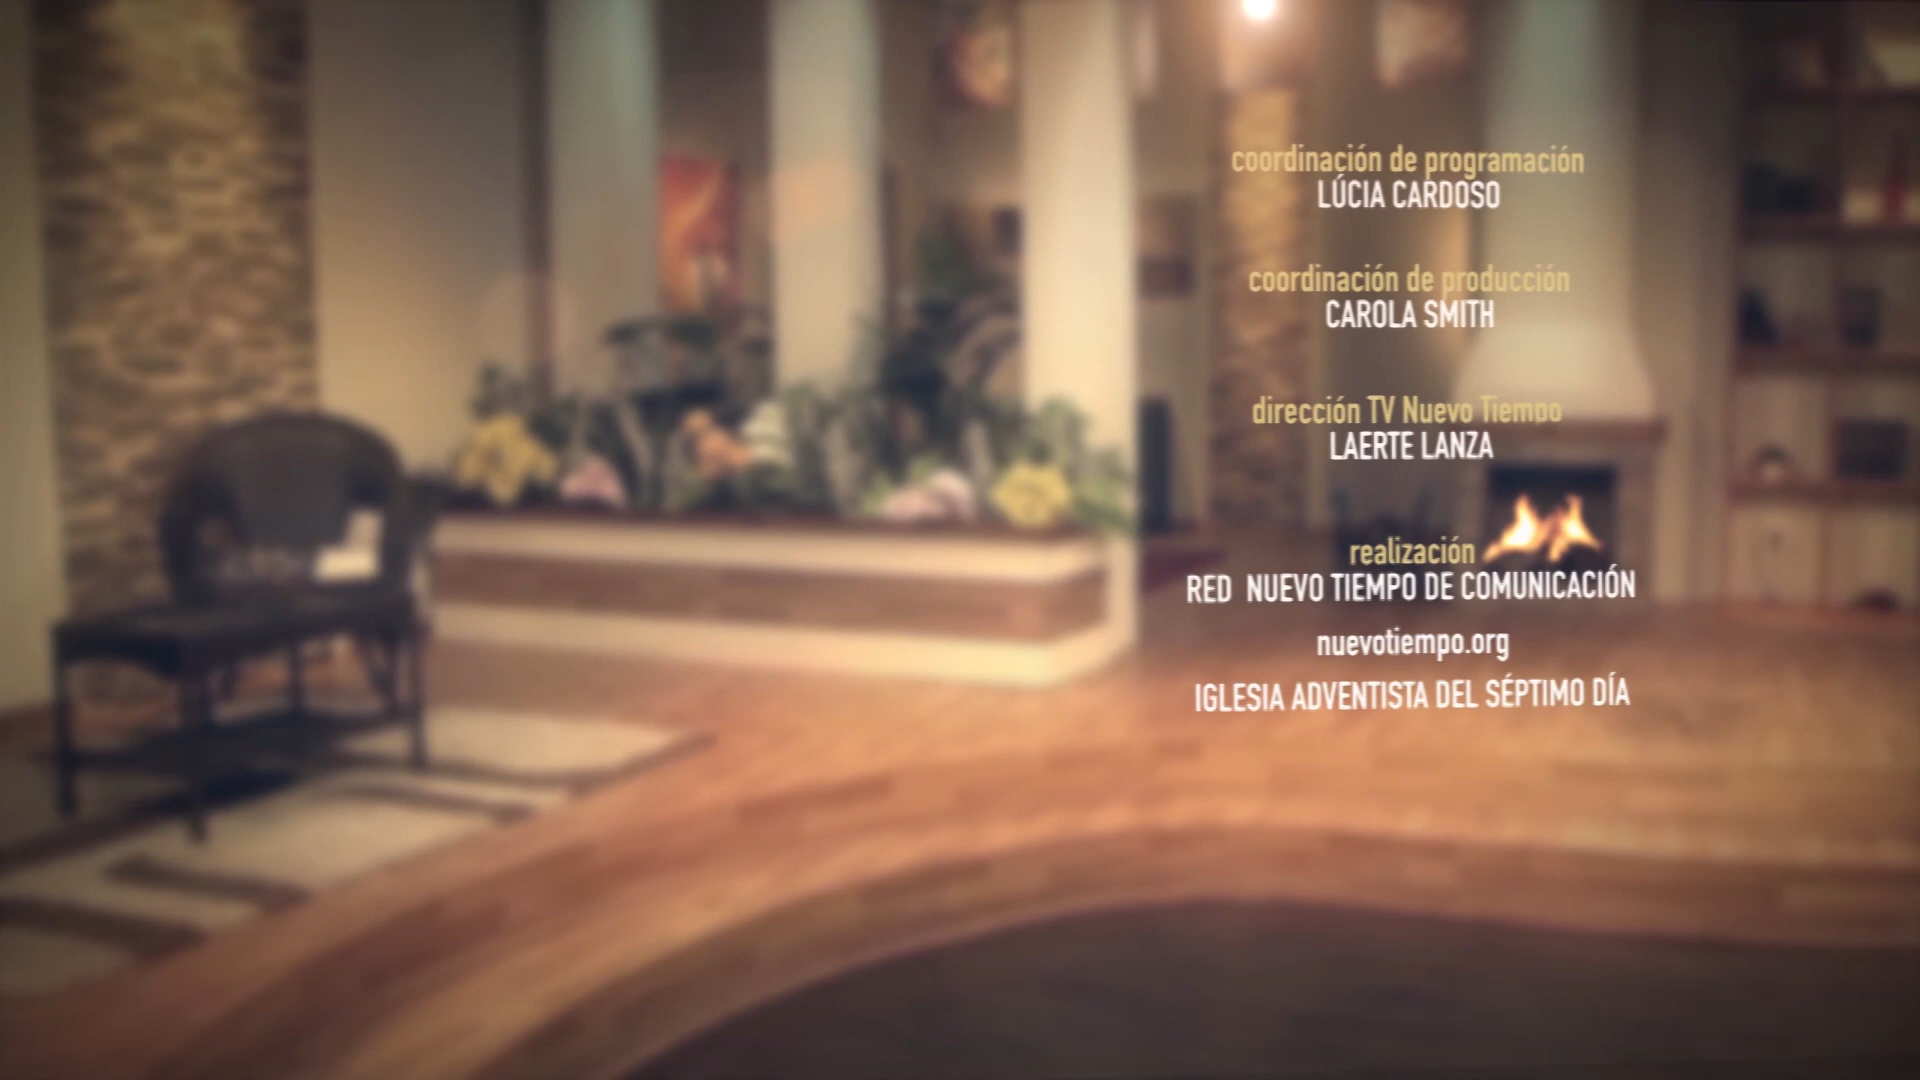 coordinación de programación
LÚCIA CARDOSO
coordinación de producción
CAROLA SMITH
dirección TV Nuevo Tiempo
LAERTE LANZA
realización
RED NUEVO TIEMPO DE COMUNICACIÓN
nuevotiempo.org
IGLESIA ADVENTISTA DEL SÉPTIMO DÍA